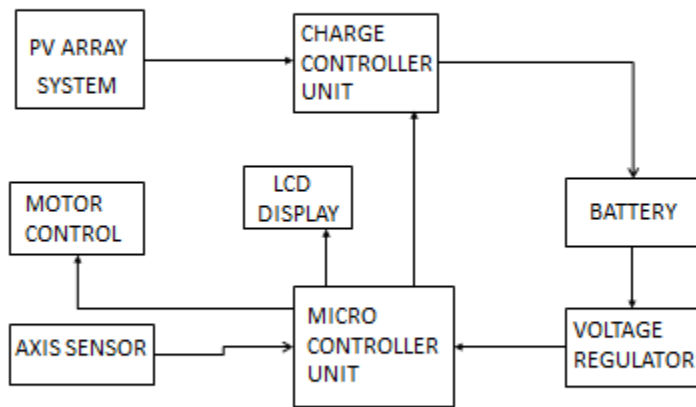 PV ARRAY
SYSTEM
CHARGE
CONTROLLER
UNIT
MOTOR
CONTROL
LCD
DISPLAY
BATTERY
AXIS SENSOR
MICRO
CONTROLLER
UNIT
VOLTAGE
REGULATOR